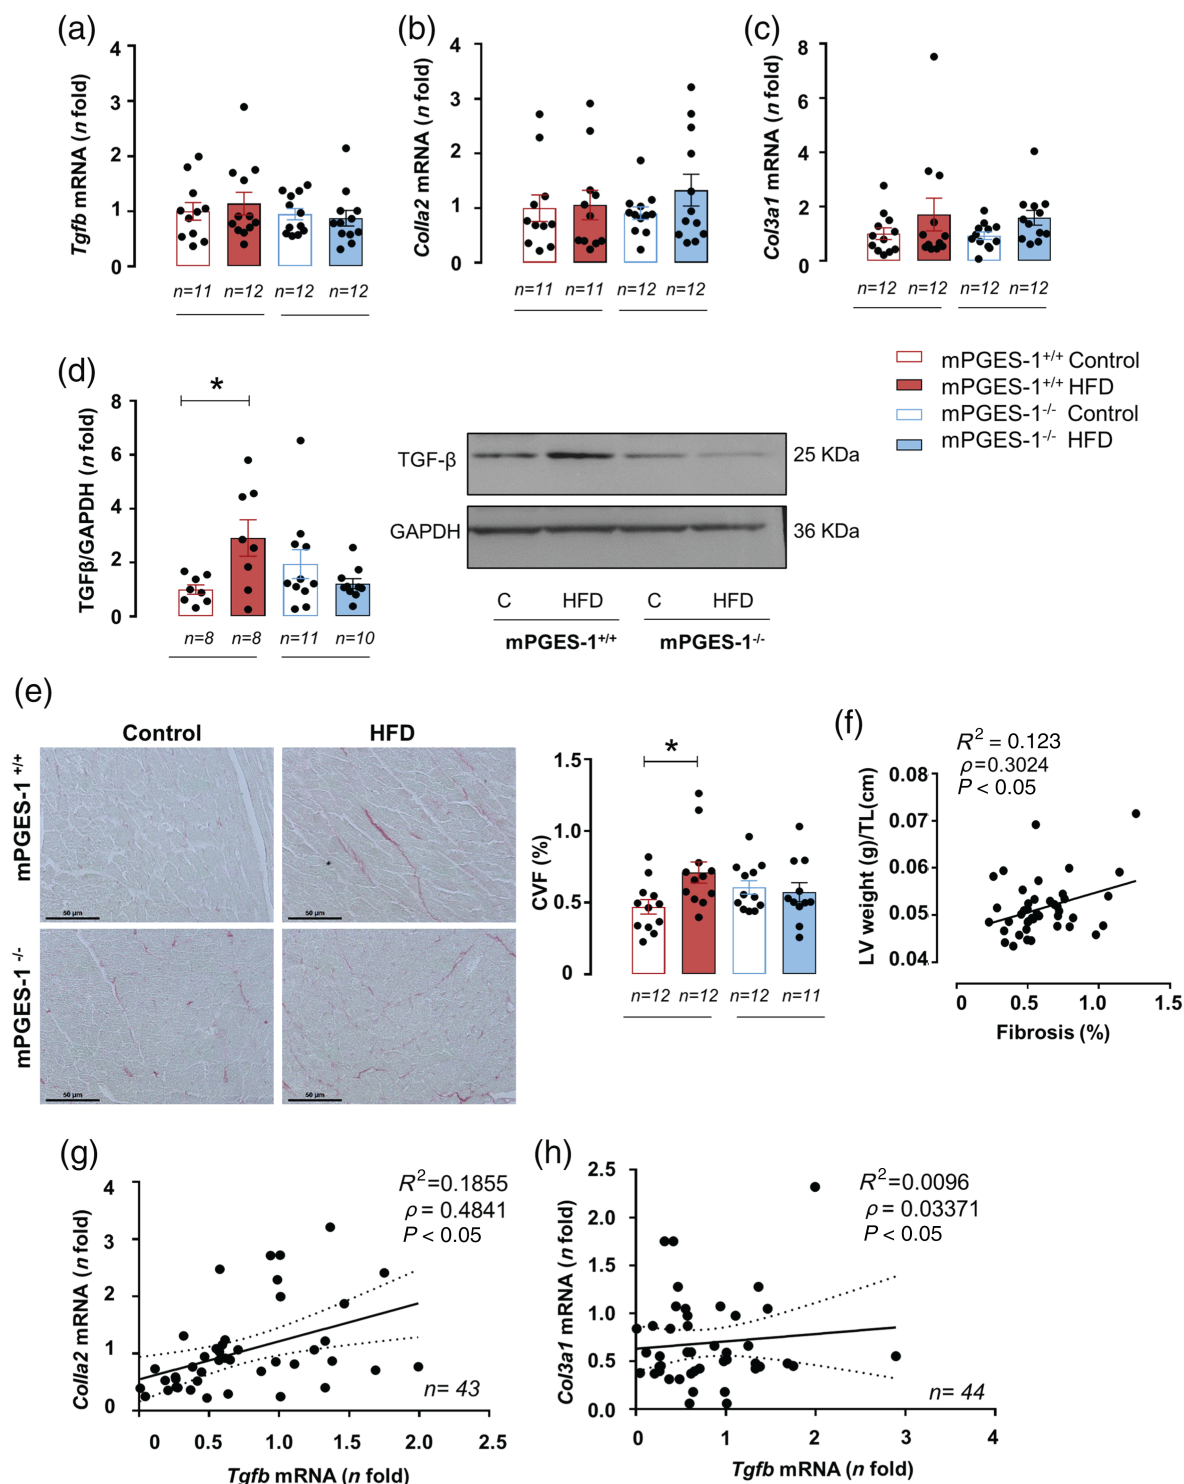 (a)
Tgfb mRNA (n fold)
4
3
2
1
0
n=11 n=12 n=12 n=12
(b)
Colla2 mRNA (n fold)
4
3
2
1
0
n=11 n=11 n=12 n=12
(c)
Col3a1 mRNA (n fold)
8
6
4
2
0
n=12 n=12 n=12 n=12
mPGES-1+/+ Control
mPGES-1+/+ HFD
mPGES-1-/- Control
mPGES-1-/- HFD
(d)
TGFβ/GAPDH (n fold)
8
6
4
2
0
*
n=8 n=8 n=11 n=10
TGF-β
25 KDa
GAPDH
36 KDa
C HFD C HFD
mPGES-1+/+ mPGES-1-/-
(e)
Control HFD
mPGES-1 +/+
50 μm
50 μm
mPGES-1 -/-
50 μm
50 μm
CVF (%)
1.5
1.0
0.5
0
*
n=12 n=12 n=12 n=11
(f)
R2 = 0.123
ρ=0.3024
P < 0.05
LV weight (g)/TL(cm)
0.08
0.07
0.06
0.05
0.04
0 0.5 1.0 1.5
Fibrosis (%)
(g)
R2=0.1855
ρ= 0.4841
P < 0.05
Colla2 mRNA (n fold)
4
3
2
1
0
n= 43
0 0.5 1.0 1.5 2.0 2.5
Tgfb mRNA (n fold)
(h)
R2=0.0096
ρ = 0.03371
P < 0.05
Col3a1 mRNA (n fold)
2.5
2.0
1.5
1.0
0.5
0.0
n= 44
0 1 2 3 4
Tgfb mRNA (n fold)